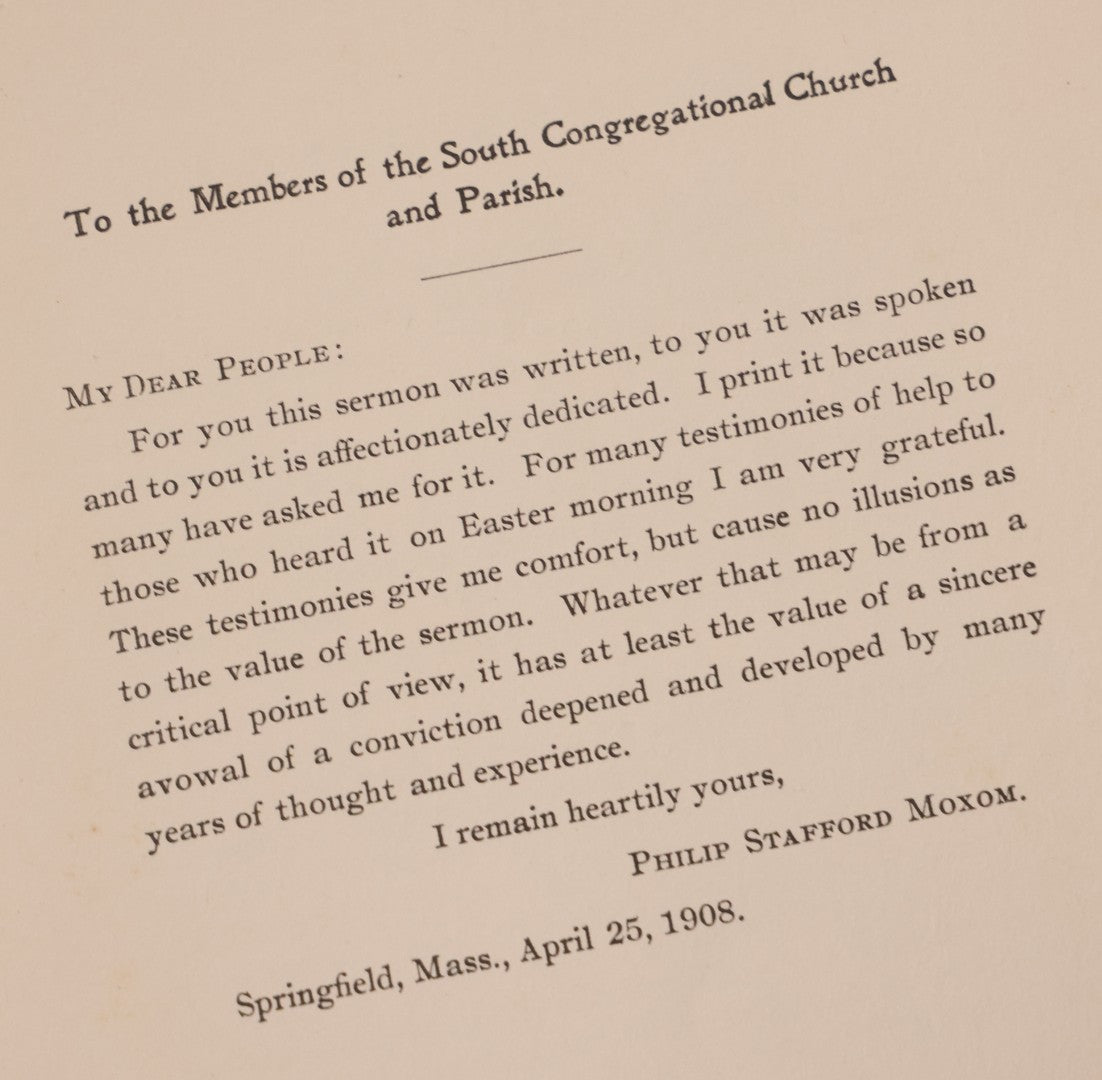 To the Members of the South Congregational Church
and Parish.
My Dear People:
For you this sermon was written, to you it was spoken
and to you it is affectionately dedicated. I print it because so
many have asked me for it. For many testimonies of help to
those who heard it on Easter morning I am very grateful.
These testimonies give me comfort, but cause no illusions as
to the value of the sermon. Whatever that may be from a
critical point of view, it has at least the value of a sincere
avowal of a conviction deepened and developed by many
years of thought and experience.
I remain heartily yours,
Philip Stafford Moxom.
Springfield, Mass., April 25, 1908.